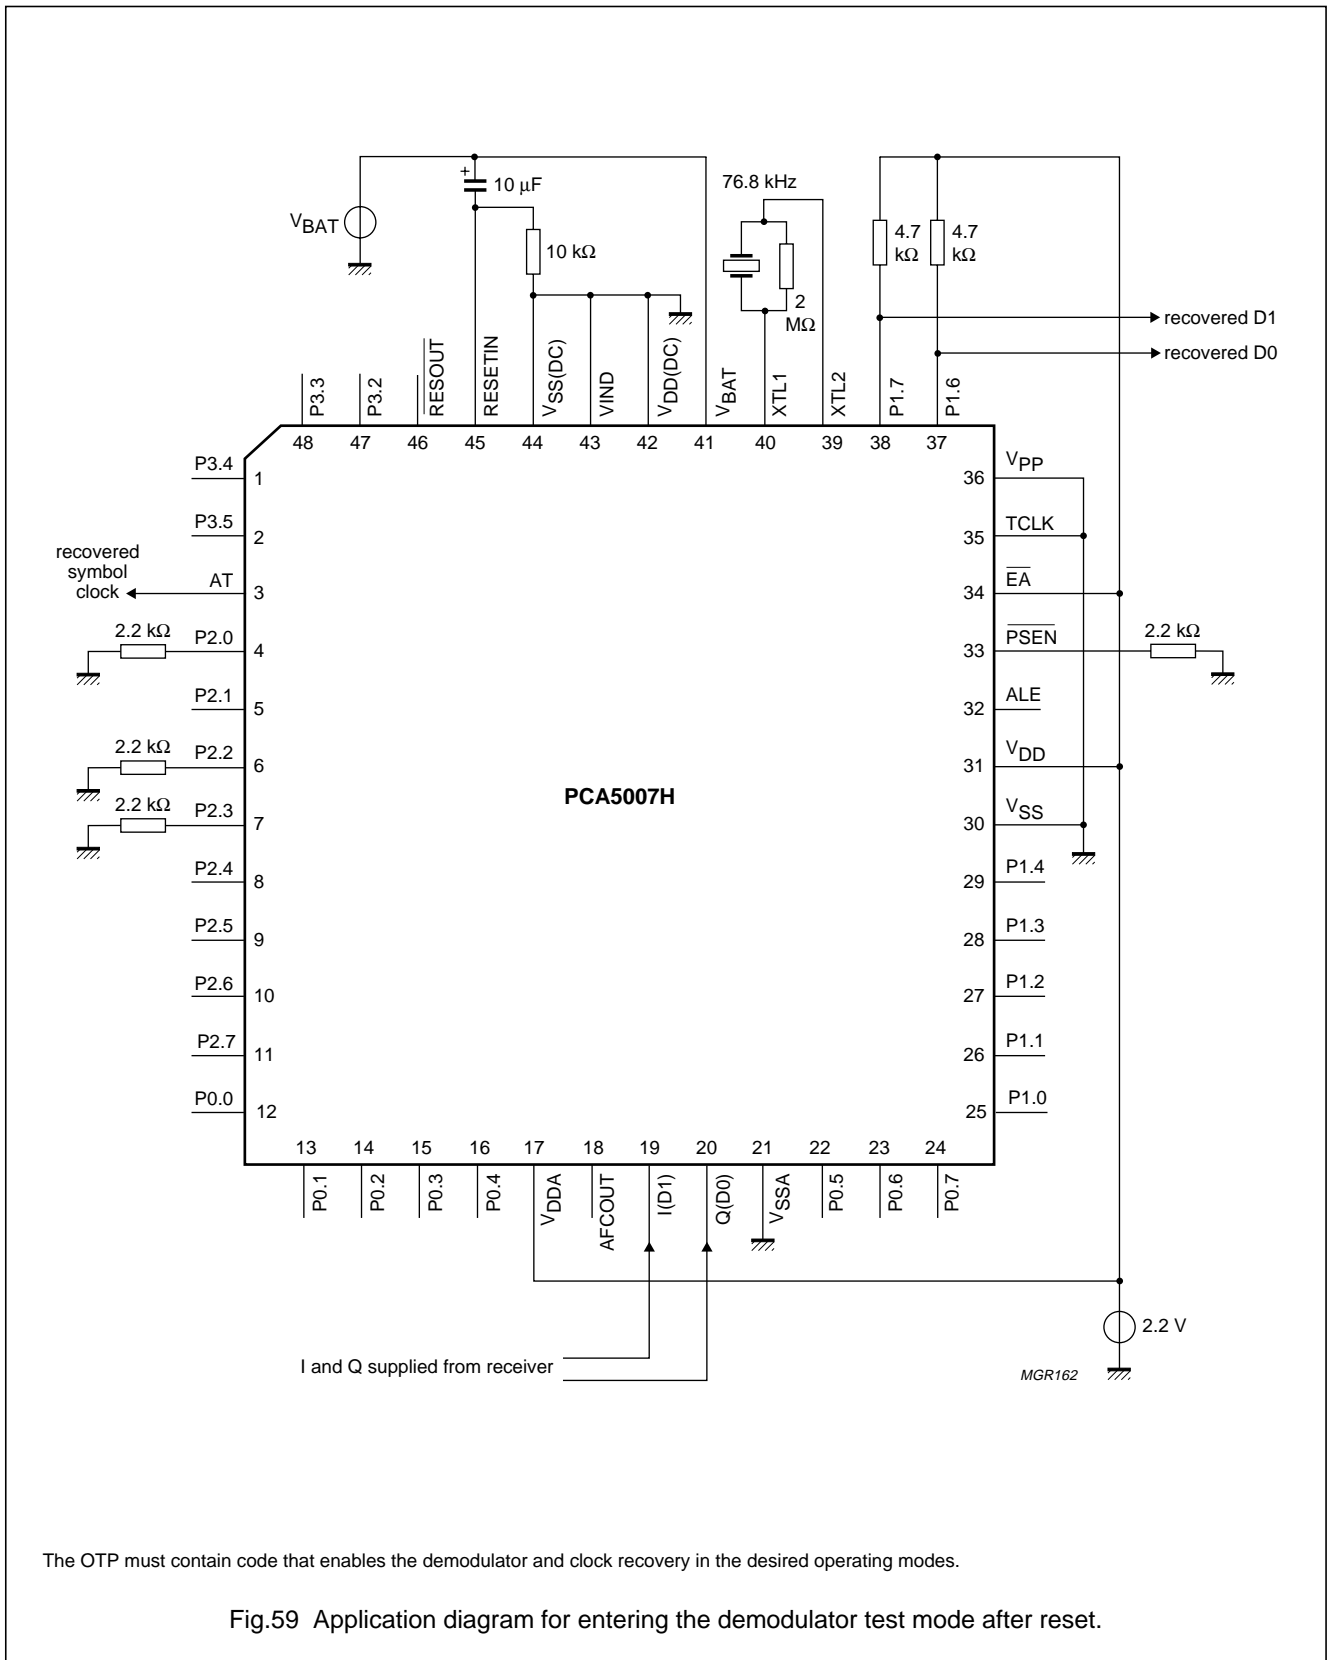 76.8 kHz
+
10 μF
VBAT
10 kΩ
4.7 kΩ
4.7 kΩ
2 MΩ
recovered D1
recovered D0
P3.3
P3.2
RESOUT
RESETIN
VSS(DC)
VIND
VDD(DC)
VBAT
XTL1
XTL2
P1.7
P1.6
48
47
46
45
44
43
42
41
40
39
38
37
P3.4
1
P3.5
2
recovered
symbol
clock
AT
3
2.2 kΩ
P2.0
4
P2.1
5
2.2 kΩ
P2.2
6
2.2 kΩ
P2.3
7
P2.4
8
P2.5
9
P2.6
10
P2.7
11
P0.0
12
PCA5007H
36
VPP
35
TCLK
34
EA
33
PSEN
2.2 kΩ
32
ALE
31
VDD
30
VSS
29
P1.4
28
P1.3
27
P1.2
26
P1.1
25
P1.0
13
14
15
16
17
18
19
20
21
22
23
24
P0.1
P0.2
P0.3
P0.4
VDDA
AFCOUT
I(D1)
Q(D0)
VSSA
P0.5
P0.6
P0.7
2.2 V
I and Q supplied from receiver
MGR162
The OTP must contain code that enables the demodulator and clock recovery in the desired operating modes.
Fig.59 Application diagram for entering the demodulator test mode after reset.